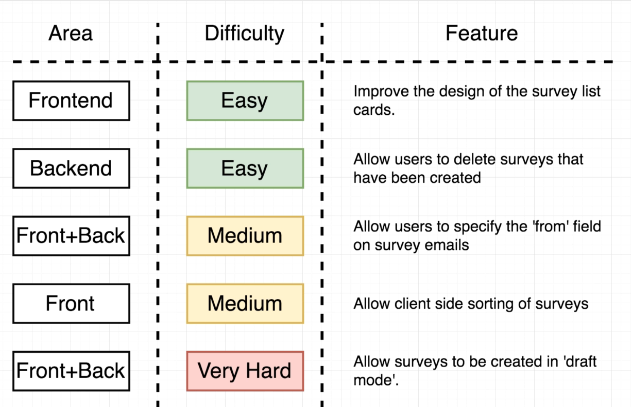 Area Difficulty Feature
Frontend Easy Improve the design of the survey list
cards.
Backend Easy Allow users to delete surveys that
have been created
Front+Back Medium Allow users to specify the 'from' field
on survey emails
Front Medium Allow client side sorting of surveys
Front+Back Very Hard Allow surveys to be created in 'draft
mode'.